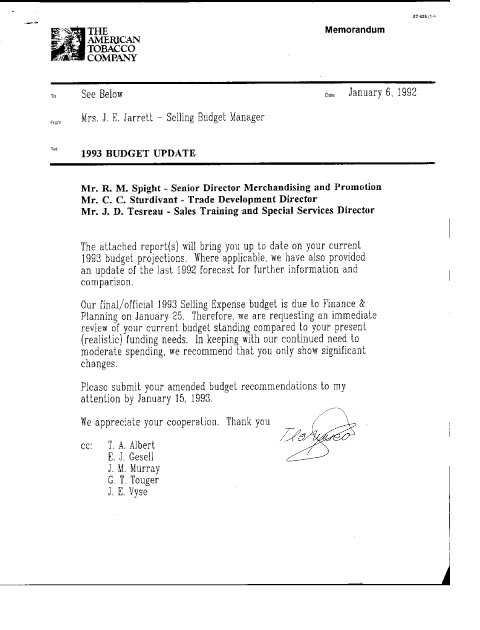 THE
AMERICAN
TOBACCO
COMPANY
Memorandum
To See Below
Date January 6, 1992
From Mrs. J. E. Jarrett - Selling Budget Manager
Ref: 1993 BUDGET UPDATE
Mr. R. M. Spight - Senior Director Merchandising and Promotion
Mr. C. C. Sturdivant - Trade Development Director
Mr. J. D. Tesreau - Sales Training and Special Services Director
The attached report(s) will bring you up to date on your current
1993 budget projections. Where applicable, we have also provided
an update of the last 1992 forecast for further information and
comparison.
Our final/official 1993 Selling Expense budget is due to Finance &
Planning on January 25. Therefore, we are requesting an immediate
review of your current budget standing compared to your present
(realistic) funding needs. In keeping with our continued need to
moderate spending, we recommend that you only show significant
changes.
Please submit your amended budget recommendations to my
attention by January 15, 1993.
We appreciate your cooperation. Thank you
cc: T. A. Albert
E. J. Gesell
J. M. Murray
G. T. Touger
J. E. Vyse